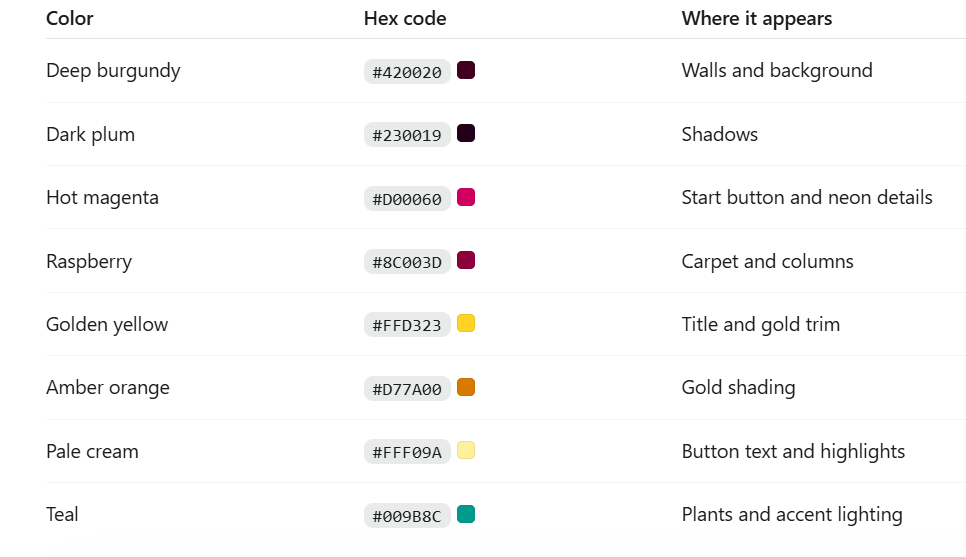 Color Hex code Where it appears
Deep burgundy #420020 Walls and background
Dark plum #230019 Shadows
Hot magenta #D00060 Start button and neon details
Raspberry #8C003D Carpet and columns
Golden yellow #FFD323 Title and gold trim
Amber orange #D77A00 Gold shading
Pale cream #FFF09A Button text and highlights
Teal #009B8C Plants and accent lighting